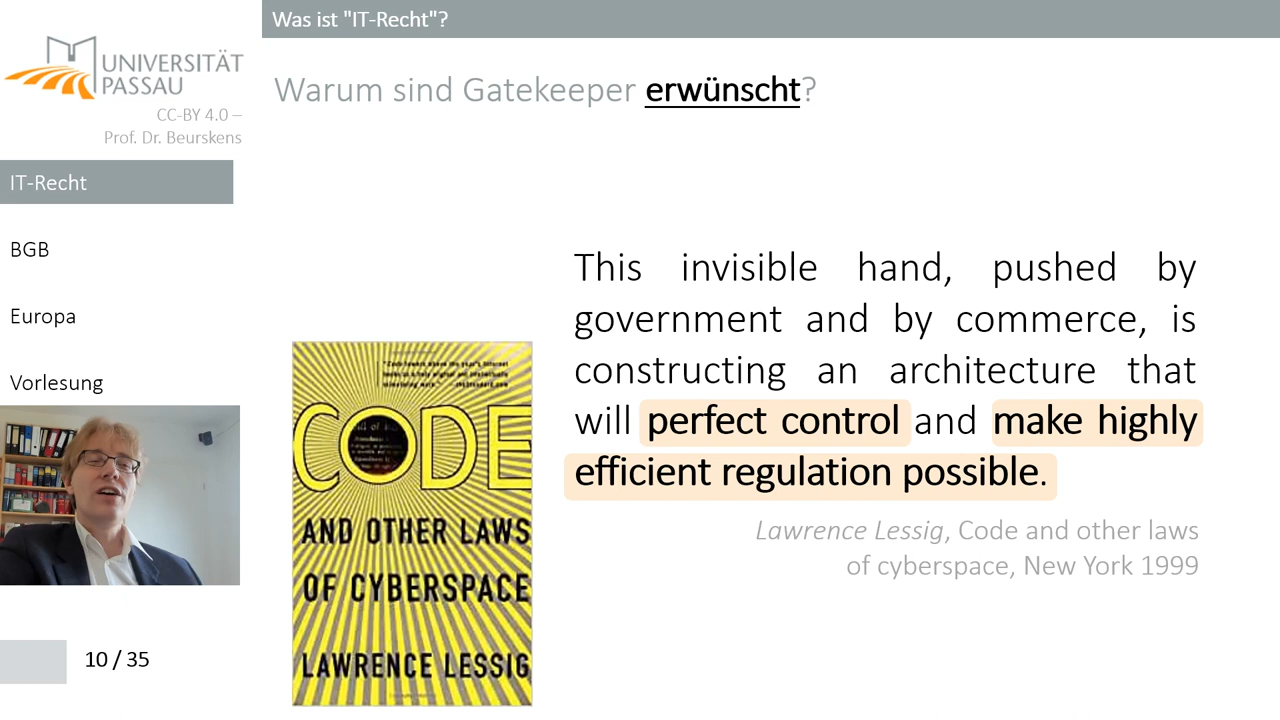 Was ist "IT-Recht"?
UNIVERSITÄT
PASSAU
CC-BY 4.0 –
Prof. Dr. Beurskens
IT-Recht
BGB
Europa
Vorlesung
10 / 35
Warum sind Gatekeeper erwünscht?
CODE
AND OTHER LAWS
OF CYBERSPACE
LAWRENCE LESSIG
This invisible hand, pushed by
government and by commerce, is
constructing an architecture that
will perfect control and make highly
efficient regulation possible.
Lawrence Lessig, Code and other laws
of cyberspace, New York 1999